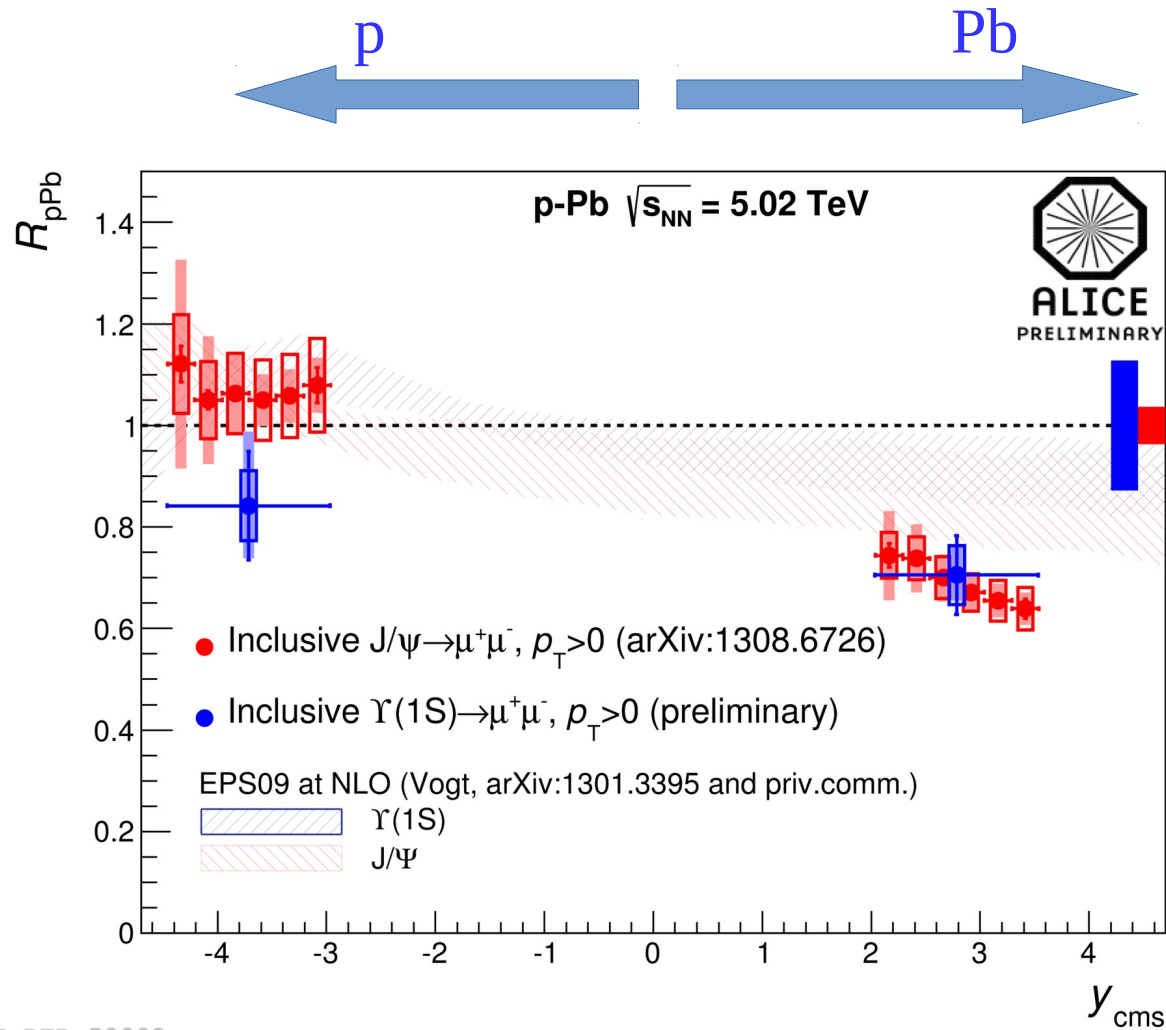 p Pb
R_pPb
p-Pb √s_NN = 5.02 TeV
ALICE
PRELIMINARY
1.4
1.2
1
0.8
0.6
0.4
0.2
0
Inclusive J/ψ→μ⁺μ⁻, p_T>0 (arXiv:1308.6726)
Inclusive ϒ(1S)→μ⁺μ⁻, p_T>0 (preliminary)
EPS09 at NLO (Vogt, arXiv:1301.3395 and priv.comm.)
ϒ(1S)
J/Ψ
-4 -3 -2 -1 0 1 2 3 4
y_cms